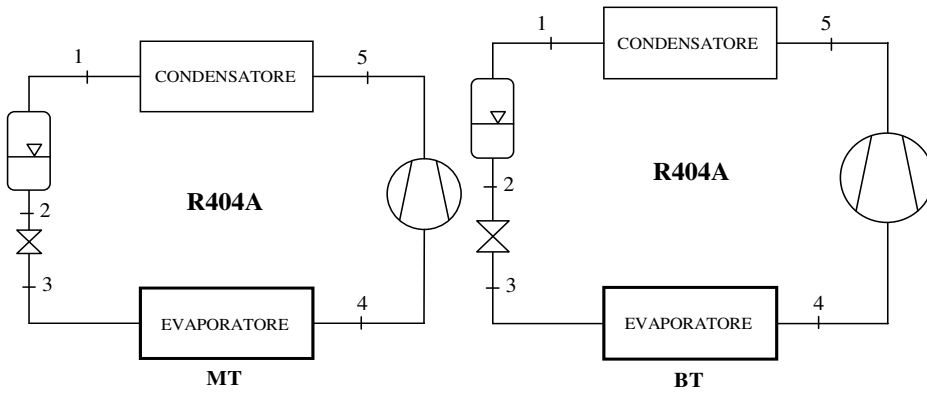 1
CONDENSATORE
5
2
R404A
3
EVAPORATORE
4
MT
1
CONDENSATORE
5
2
R404A
3
EVAPORATORE
4
BT